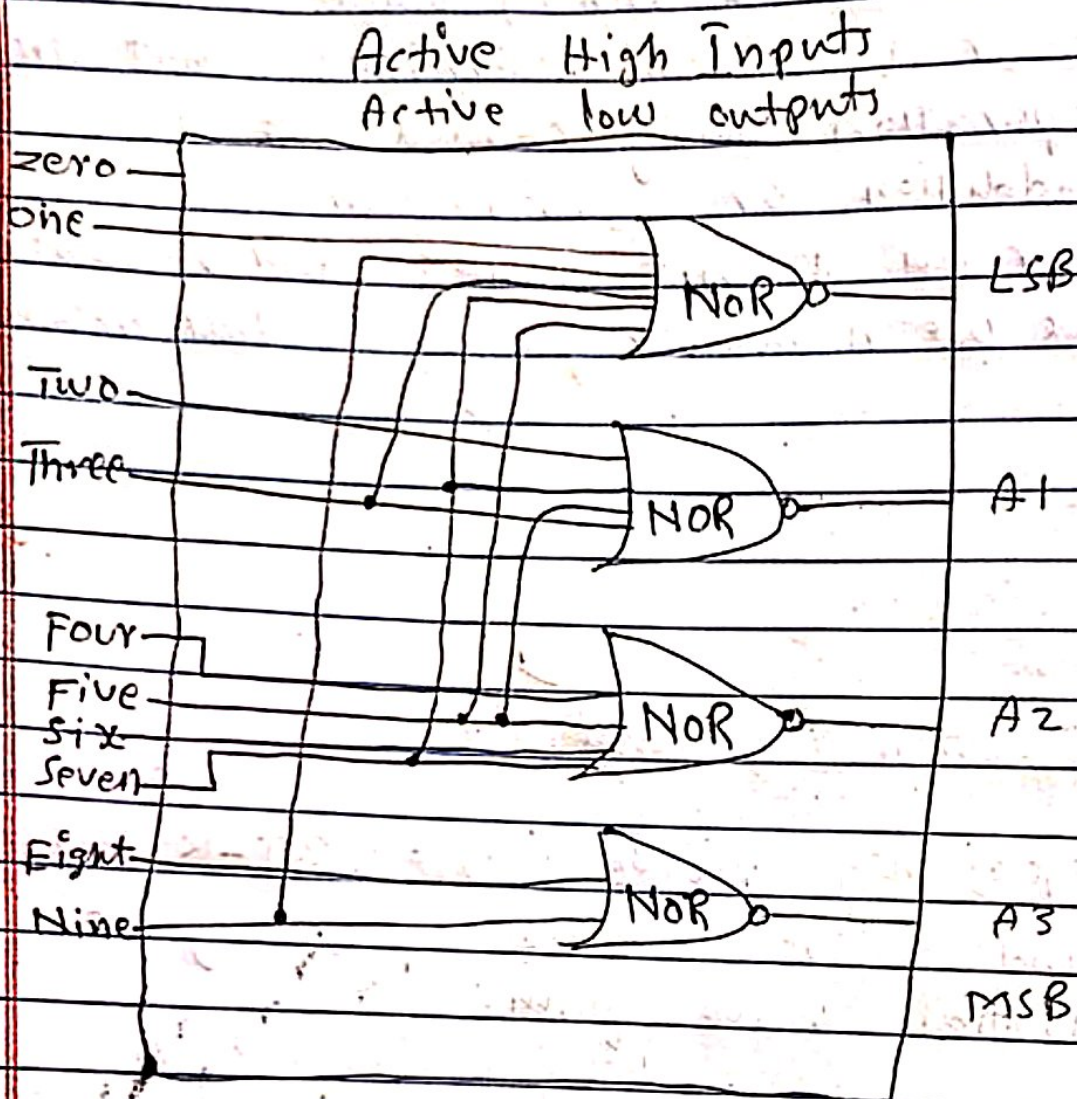 Active High Inputs
Active low outputs
zero
One
NOR
LSB
Two
Three
NOR
A1
Four
Five
NOR
A2
Six
Seven
Eight
Nine
NOR
A3
MSB